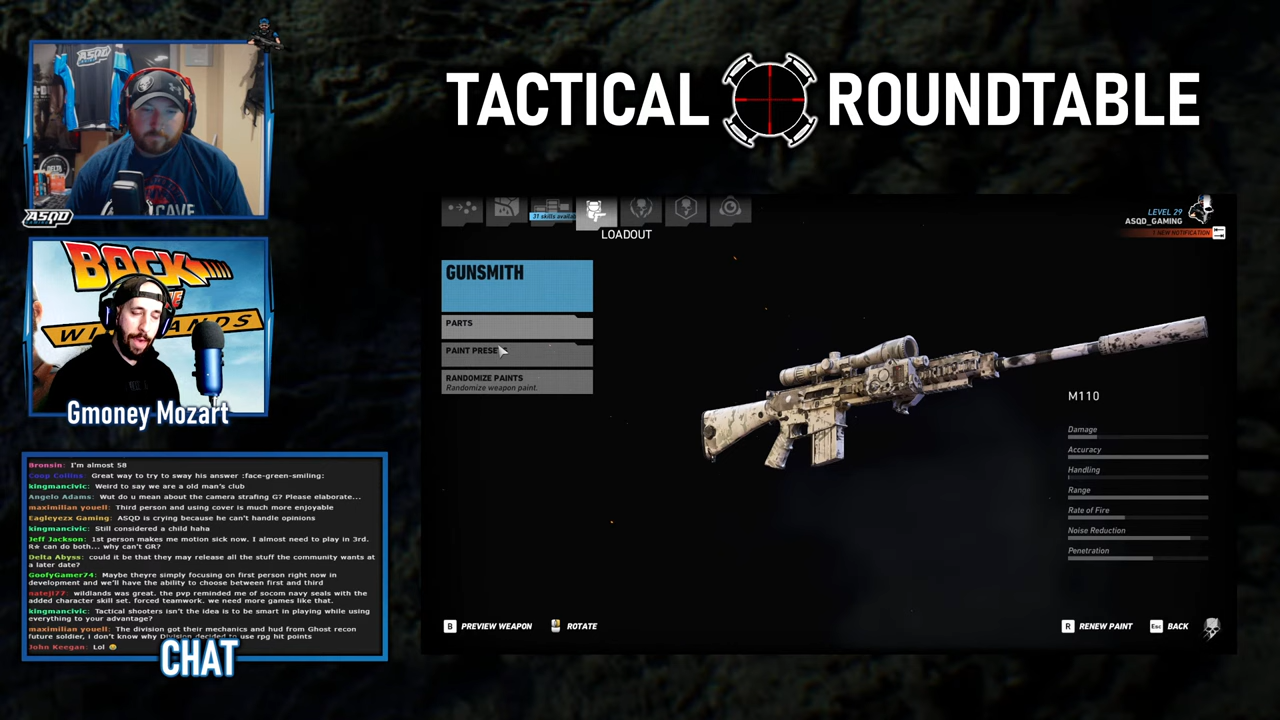 TACTICAL ROUNDTABLE
ASQD
ASQD
CAVE
BACK
Gmoney Mozart
31 skills availa
LOADOUT
LEVEL 29
ASQD_GAMING
1 NEW NOTIFICATION
GUNSMITH
PARTS
PAINT PRESETS
RANDOMIZE PAINTS
Randomize weapon paint.
M110
Damage
Accuracy
Handling
Range
Rate of Fire
Noise Reduction
Penetration
B PREVIEW WEAPON
ROTATE
R RENEW PAINT
Esc BACK
Bronsin: I'm almost 58
Coup Collins: Great way to try to sway his answer :face-green-smiling:
kingmancivic: Weird to say we are a old man's club
Angelo Adams: Wut do u mean about the camera strafing G? Please elaborate...
maximilian youell: Third person and using cover is much more enjoyable
Eagleyezx Gaming: ASQD is crying because he can't handle opinions
kingmancivic: Still considered a child haha
Jeff Jackson: 1st person makes me motion sick now. I almost need to play in 3rd.
R★ can do both... why can't GR?
Delta Abyss: could it be that they may release all the stuff the community wants at
a later date?
GoofyGamer74: Maybe theyre simply focusing on first person right now in
development and we'll have the ability to choose between first and third
nateJl77: wildlands was great. the pvp reminded me of socom navy seals with the
added character skill set. forced teamwork. we need more games like that.
kingmancivic: Tactical shooters isn't the idea is to be smart in playing while using
everything to your advantage?
maximilian youell: The division got their mechanics and hud from Ghost recon
future soldier, i don't know why Division decided to use rpg hit points
John Keegan: Lol 😆
CHAT